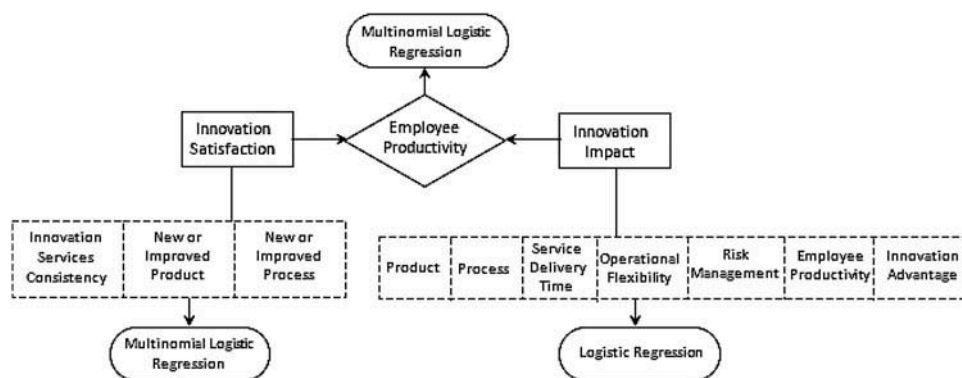 Multinomial Logistic
Regression
Innovation
Satisfaction
Employee
Productivity
Innovation
Impact
Innovation
Services
Consistency
New or
Improved
Product
New or
Improved
Process
Product
Process
Service
Delivery
Time
Operational
Flexibility
Risk
Management
Employee
Productivity
Innovation
Advantage
Multinomial Logistic
Regression
Logistic Regression